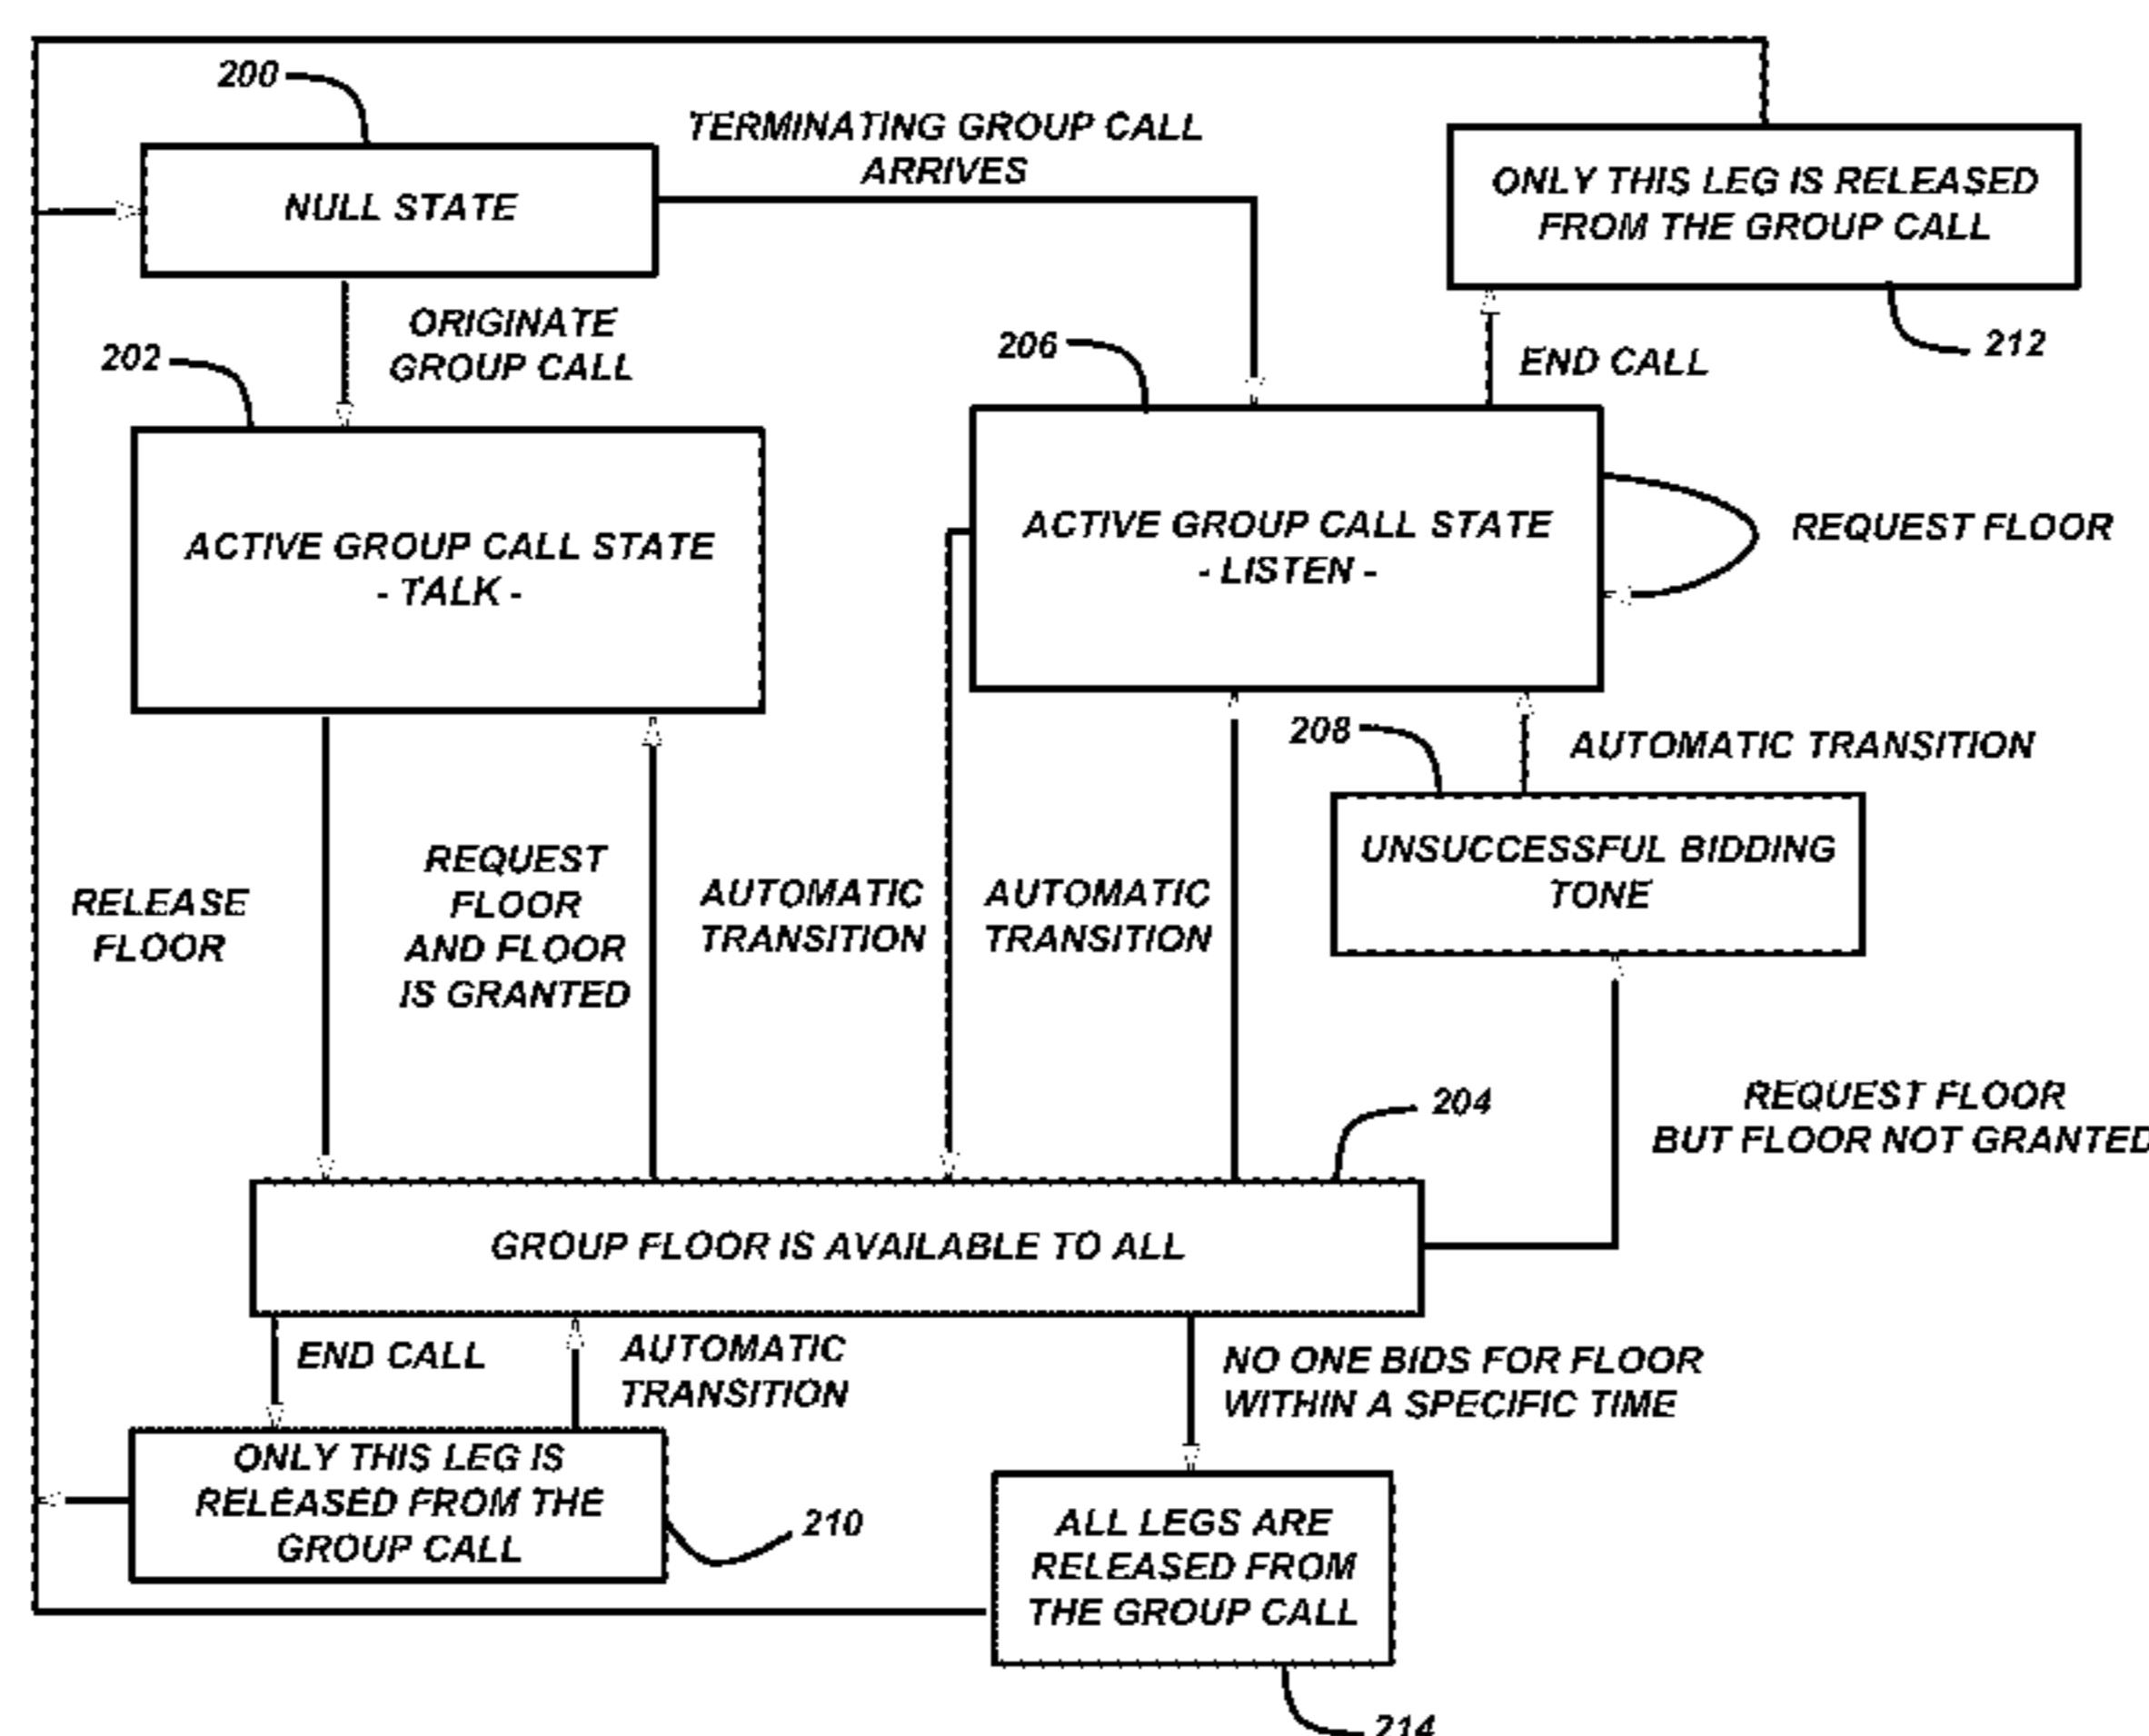 200
TERMINATING GROUP CALL
ARRIVES
NULL STATE
ONLY THIS LEG IS RELEASED
FROM THE GROUP CALL
212
ORIGINATE
GROUP CALL
202
206
END CALL
ACTIVE GROUP CALL STATE
- TALK -
ACTIVE GROUP CALL STATE
- LISTEN -
REQUEST FLOOR
208
AUTOMATIC TRANSITION
UNSUCCESSFUL BIDDING
TONE
RELEASE
FLOOR
REQUEST
FLOOR
AND FLOOR
IS GRANTED
AUTOMATIC
TRANSITION
AUTOMATIC
TRANSITION
204
REQUEST FLOOR
BUT FLOOR NOT GRANTED
GROUP FLOOR IS AVAILABLE TO ALL
END CALL
AUTOMATIC
TRANSITION
NO ONE BIDS FOR FLOOR
WITHIN A SPECIFIC TIME
ONLY THIS LEG IS
RELEASED FROM THE
GROUP CALL
210
ALL LEGS ARE
RELEASED FROM
THE GROUP CALL
214